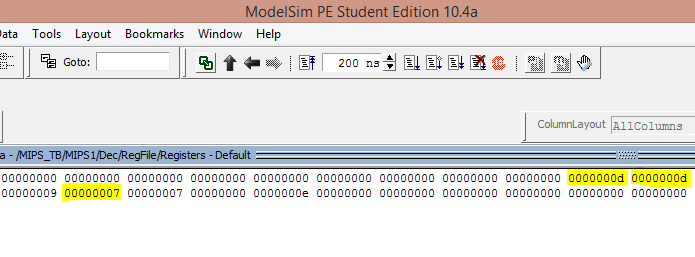 ModelSim PE Student Edition 10.4a
Data Tools Layout Bookmarks Window Help
Goto: 200 ns
ColumnLayout AllColumns
a - /MIPS_TB/MIPS1/Dec/RegFile/Registers - Default
00000000 00000000 00000000 00000000 00000000 00000000 00000000 00000000 00000000 0000000d 0000000d
00000009 00000007 00000007 00000000 0000000e 00000000 00000000 00000000 00000000 00000000 00000000